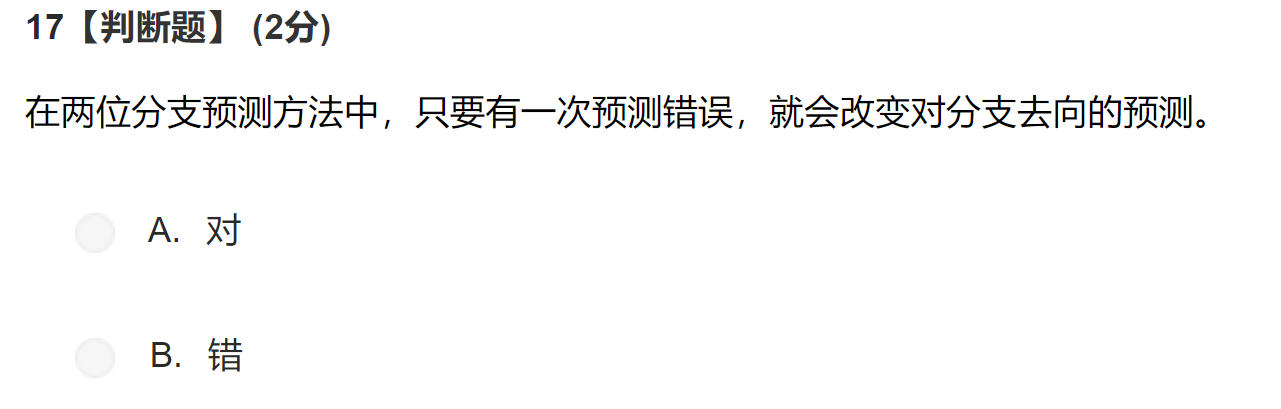 17【判断题】 (2分)
在两位分支预测方法中，只要有一次预测错误，就会改变对分支去向的预测。
A. 对
B. 错